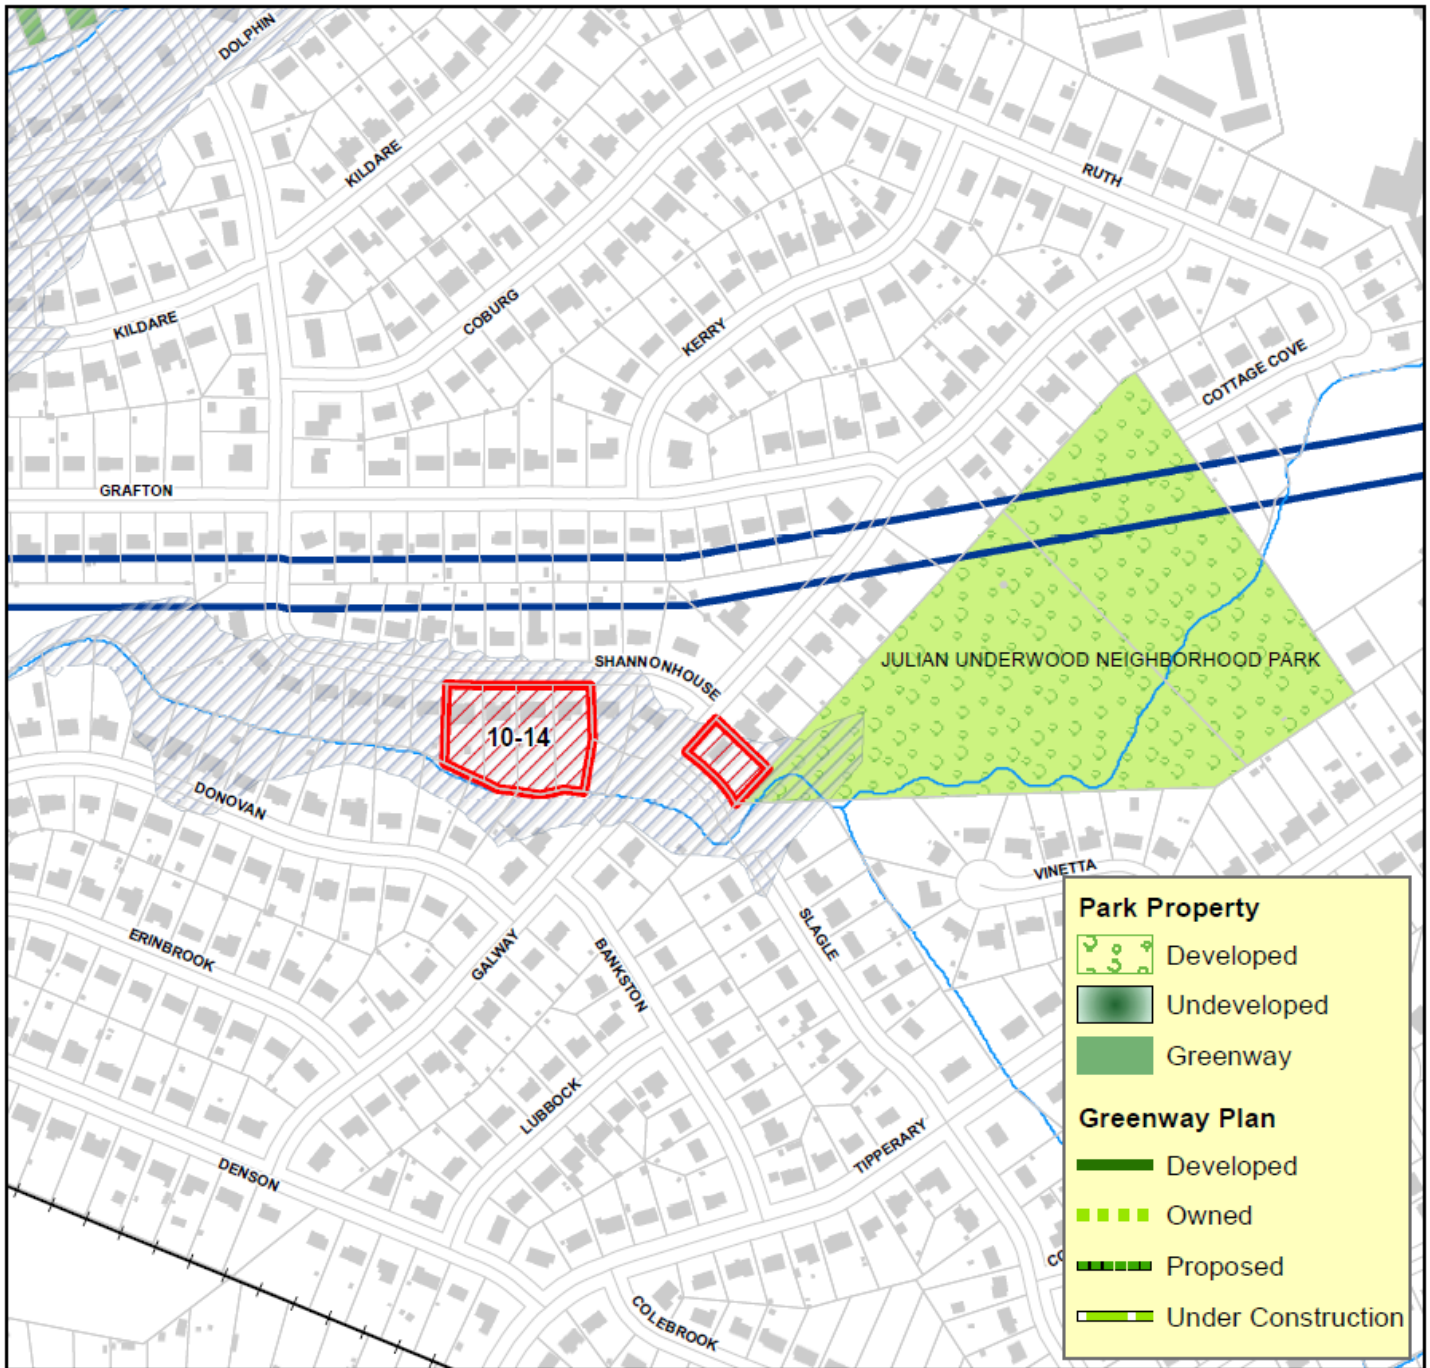 DOLPHIN
KILDARE
RUTH
KILDARE
COBURG
KERRY
COTTAGE COVE
GRAFTON
SHANNONHOUSE
JULIAN UNDERWOOD NEIGHBORHOOD PARK
10-14
DONOVAN
VINETTA
ERINBROOK
GALWAY
BANKSTON
SLAGLE
LUBBOCK
TIPPERARY
DENSON
CO
COLEBROOK
Park Property
Developed
Undeveloped
Greenway
Greenway Plan
Developed
Owned
Proposed
Under Construction